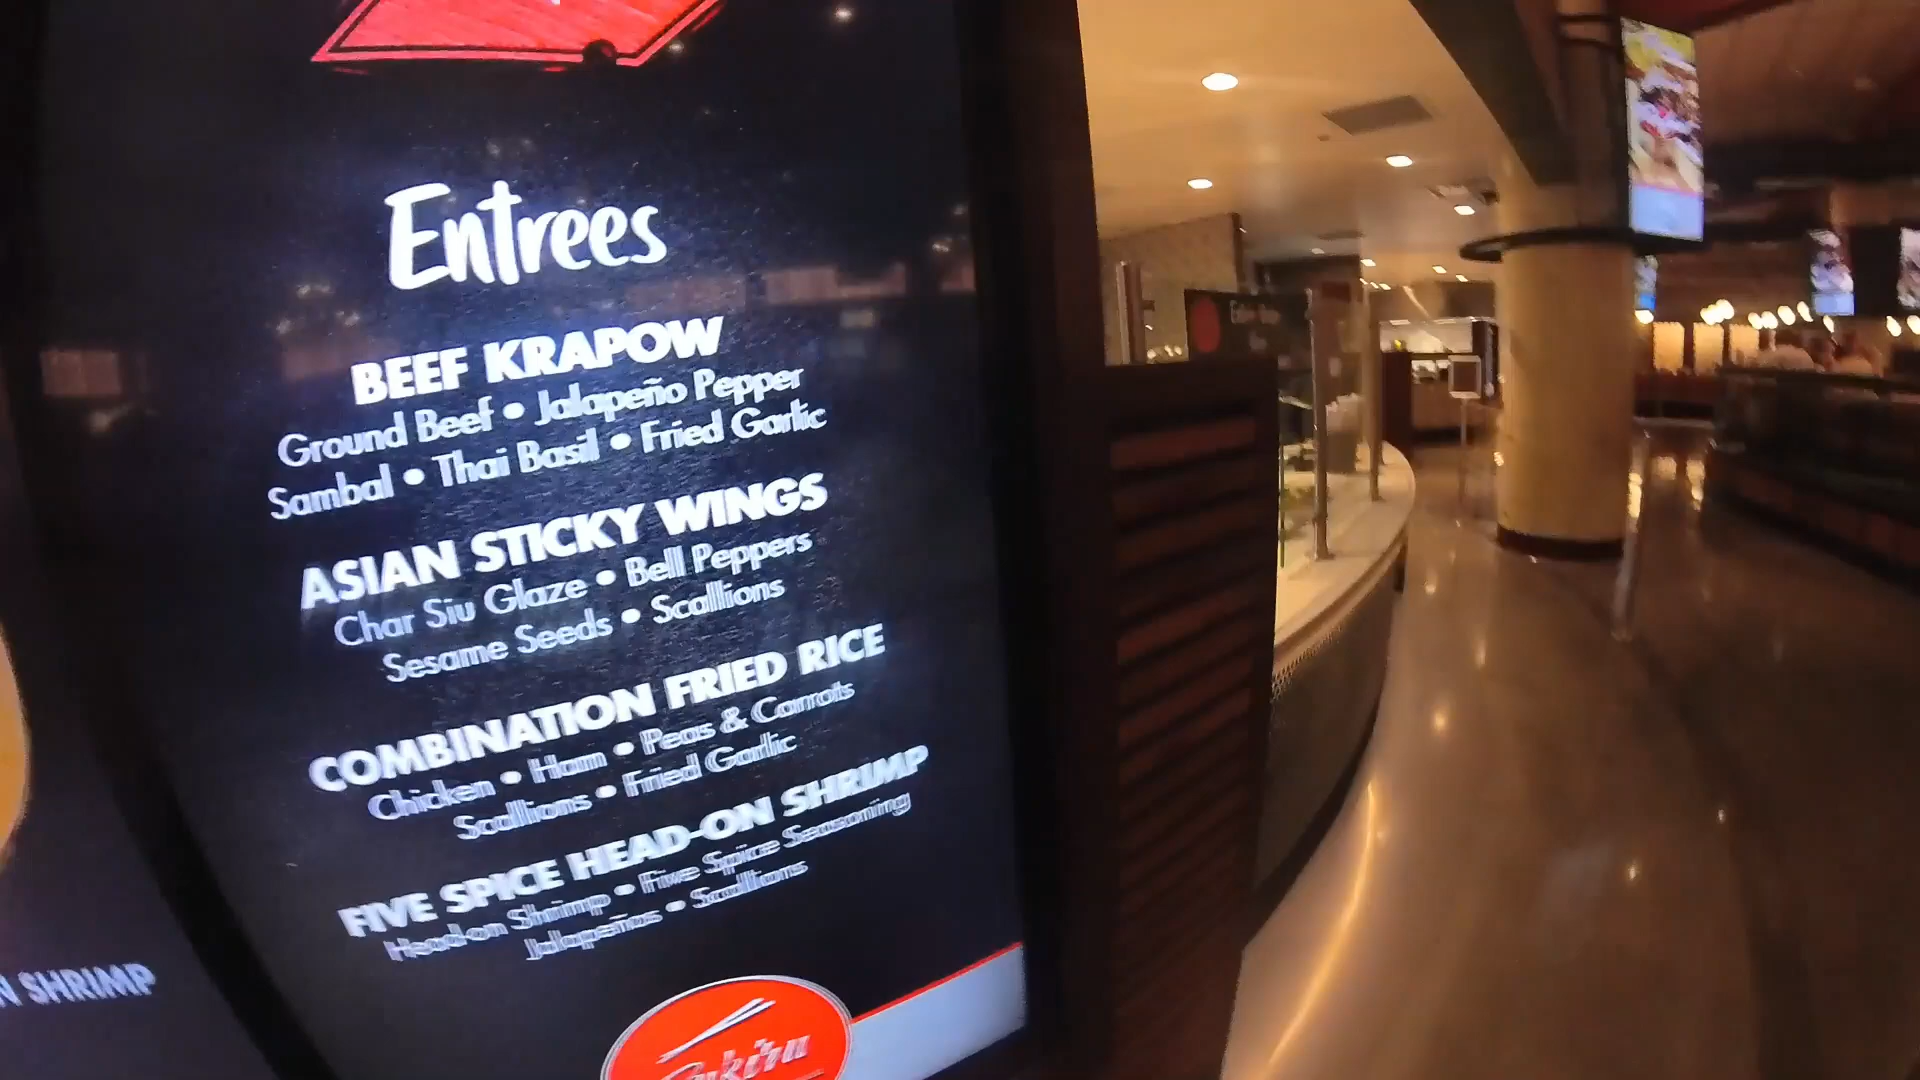 Entrees
BEEF KRAPOW
Ground Beef • Jalapeño Pepper
Sambal • Thai Basil • Fried Garlic
ASIAN STICKY WINGS
Char Siu Glaze • Bell Peppers
Sesame Seeds • Scallions
COMBINATION FRIED RICE
Chicken • Ham • Peas & Carrots
Scallions • Fried Garlic
FIVE SPICE HEAD-ON SHRIMP
Head-on Shrimp • Five Spice Seasoning
Jalapeños • Scallions
SHRIMP